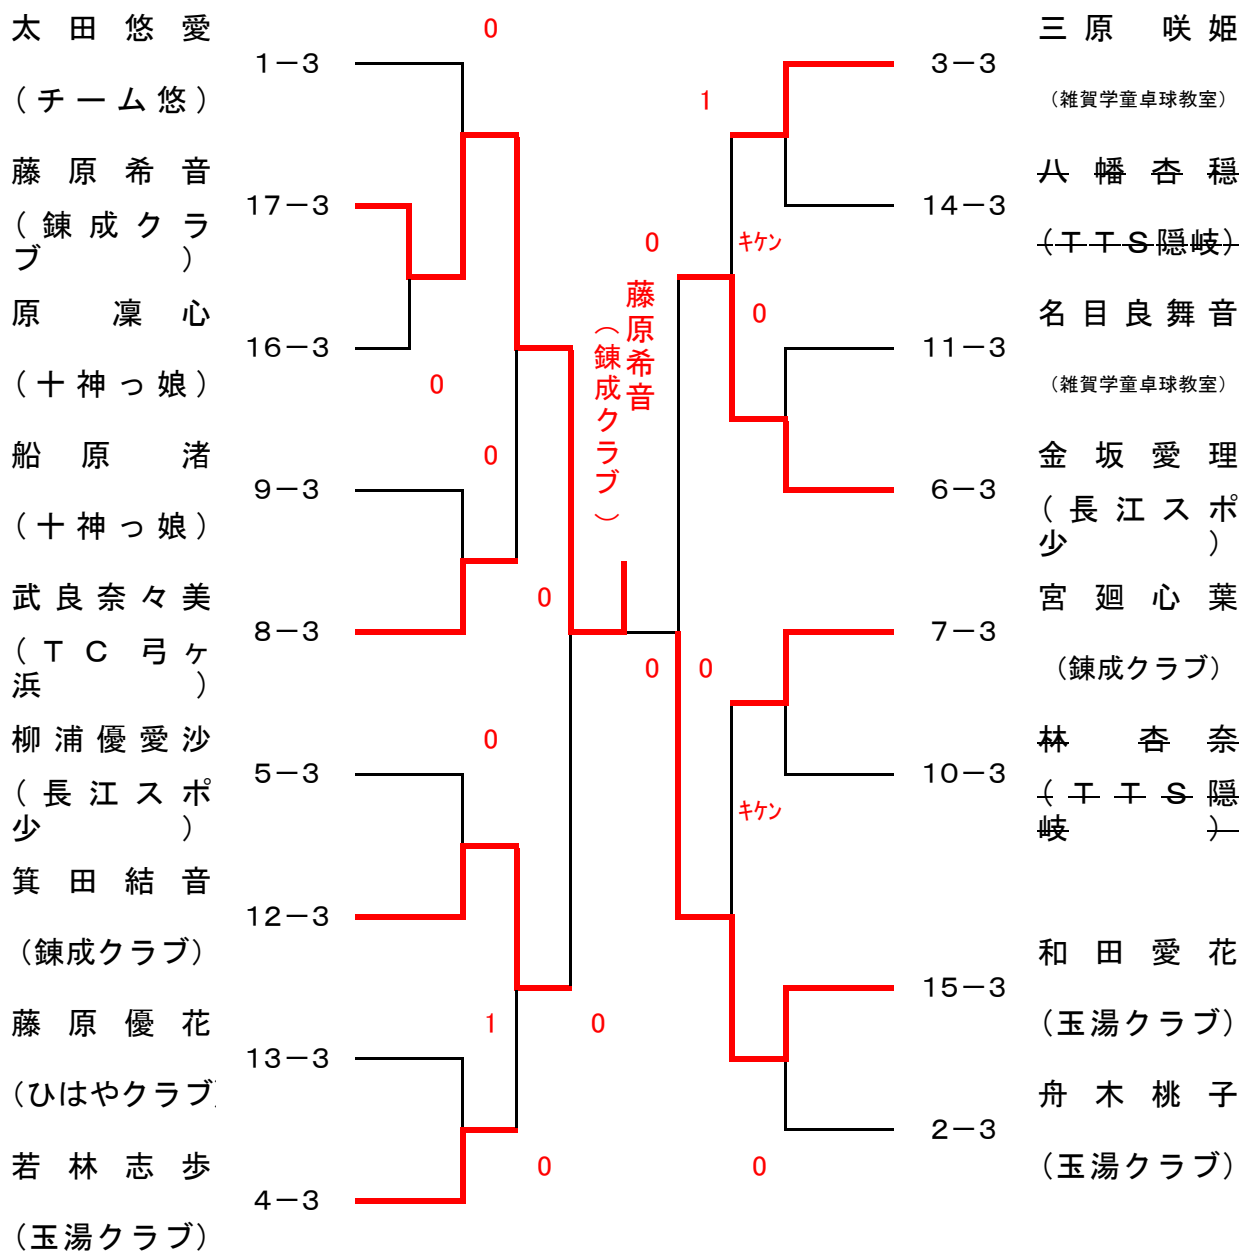 太田悠愛
1－3
（チーム悠）
藤原希音
17－3
（錬成クラ
ブ）
原　凜心
16－3
（十神っ娘）
船原　渚
9－3
（十神っ娘）
武良奈々美
8－3
（ＴＣ弓ヶ
浜）
柳浦優愛沙
5－3
（長江スポ
少）
箕田結音
12－3
（錬成クラブ）
藤原優花
13－3
（ひはやクラブ）
若林志歩
4－3
（玉湯クラブ）
0
0
0
0
0
1
0
0
藤原希音
（錬成クラブ）
0
0
0
1
キケン
0
キケン
0
三原　咲姫
3－3
（雑賀学童卓球教室）
八幡杏穏
14－3
（ＴＴＳ隠岐）
名目良舞音
11－3
（雑賀学童卓球教室）
金坂愛理
6－3
（長江スポ
少）
宮廻心葉
7－3
（錬成クラブ）
林　杏奈
10－3
（ＴＴＳ隠
岐）
和田愛花
15－3
（玉湯クラブ）
舟木桃子
2－3
（玉湯クラブ）